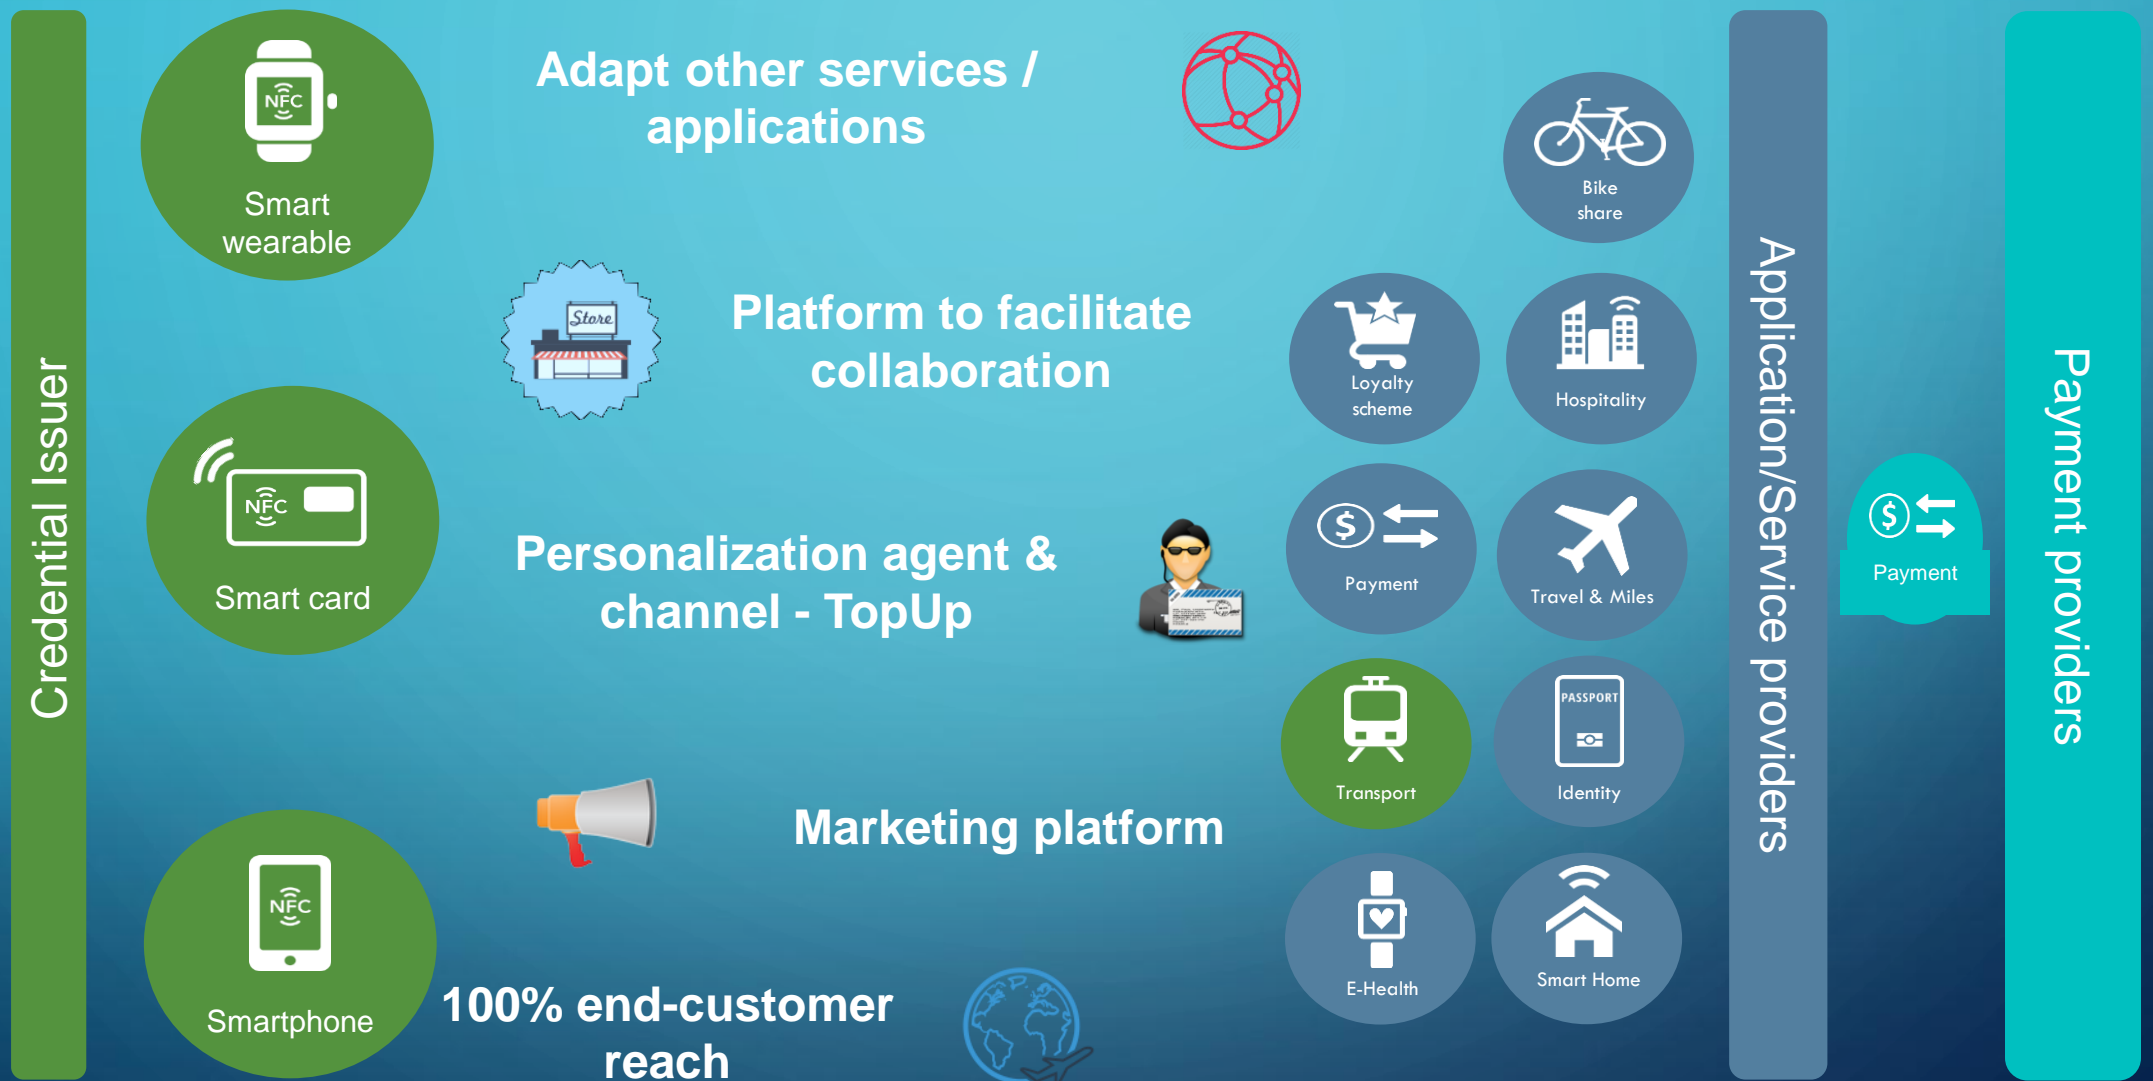 Credential Issuer
NFC
Smart
wearable
NFC
Smart card
NFC
Smartphone
Adapt other services /
applications
Store
Platform to facilitate
collaboration
Personalization agent &
channel - TopUp
Marketing platform
100% end-customer
reach
Bike
share
Loyalty
scheme
Hospitality
$
Payment
Travel & Miles
Transport
PASSPORT
Identity
E-Health
Smart Home
Application/Service providers
$
Payment
Payment providers